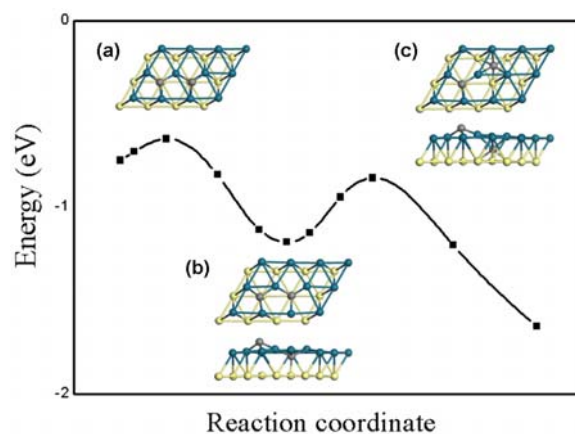 0
(a)
(c)
Energy (eV)
-1
(b)
-2
Reaction coordinate